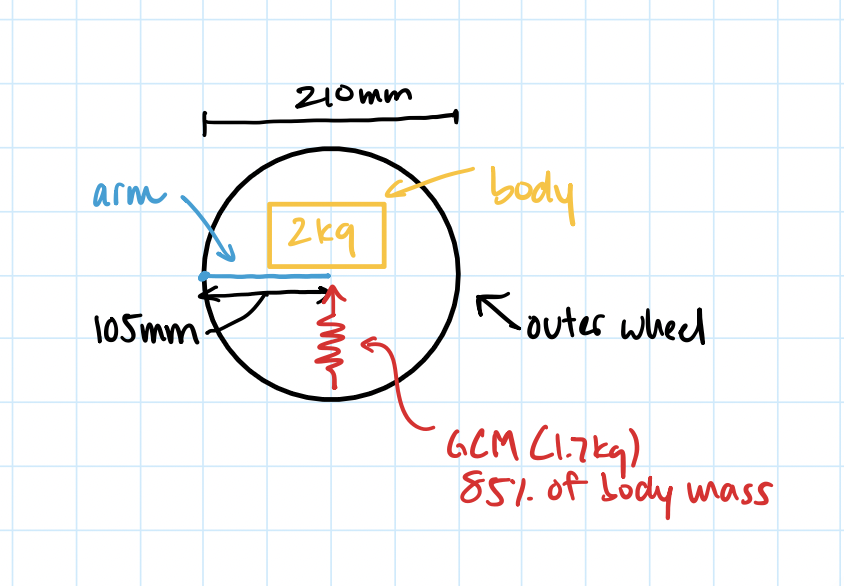 210mm
arm
body
2kg
105mm
outer wheel
GCM (1.7kg)
85% of body mass